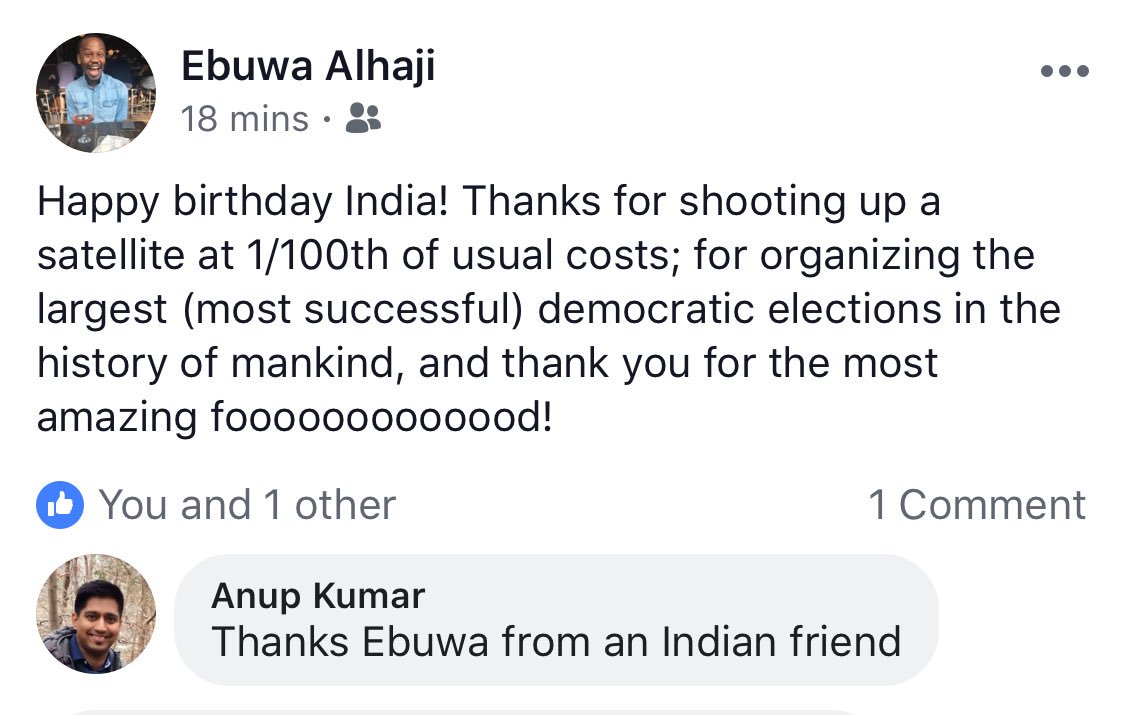 Ebuwa Alhaji
18 mins ·
Happy birthday India! Thanks for shooting up a
satellite at 1/100th of usual costs; for organizing the
largest (most successful) democratic elections in the
history of mankind, and thank you for the most
amazing foooooooooooood!
You and 1 other
1 Comment
Anup Kumar
Thanks Ebuwa from an Indian friend